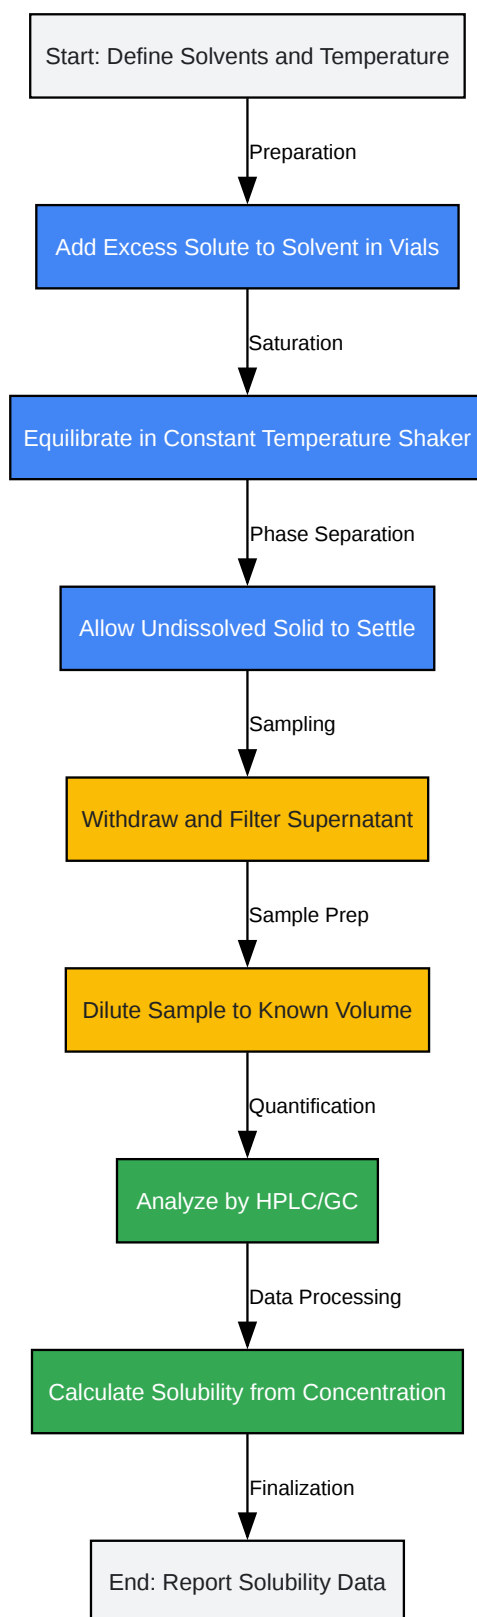 Start: Define Solvents and Temperature
Preparation
Add Excess Solute to Solvent in Vials
Saturation
Equilibrate in Constant Temperature Shaker
Phase Separation
Allow Undissolved Solid to Settle
Sampling
Withdraw and Filter Supernatant
Sample Prep
Dilute Sample to Known Volume
Quantification
Analyze by HPLC/GC
Data Processing
Calculate Solubility from Concentration
Finalization
End: Report Solubility Data